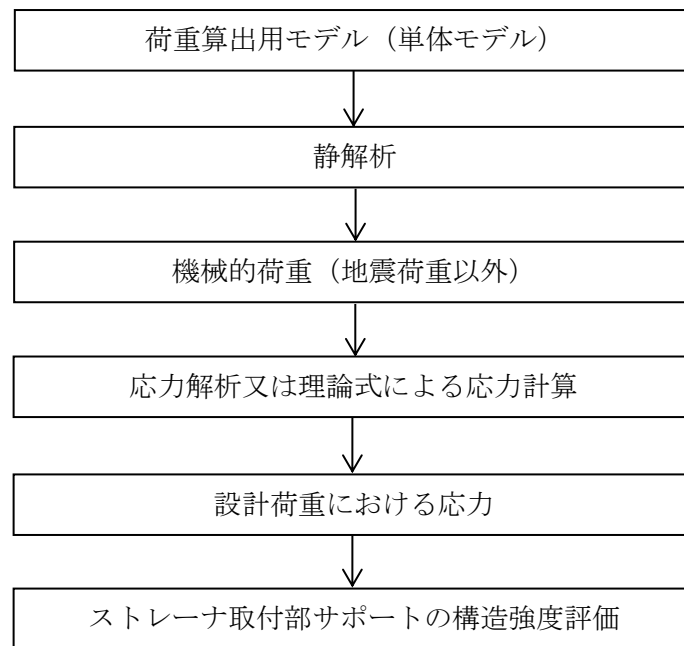 荷重算出用モデル（単体モデル）
静解析
機械的荷重（地震荷重以外）
応力解析又は理論式による応力計算
設計荷重における応力
ストレーナ取付部サポートの構造強度評価